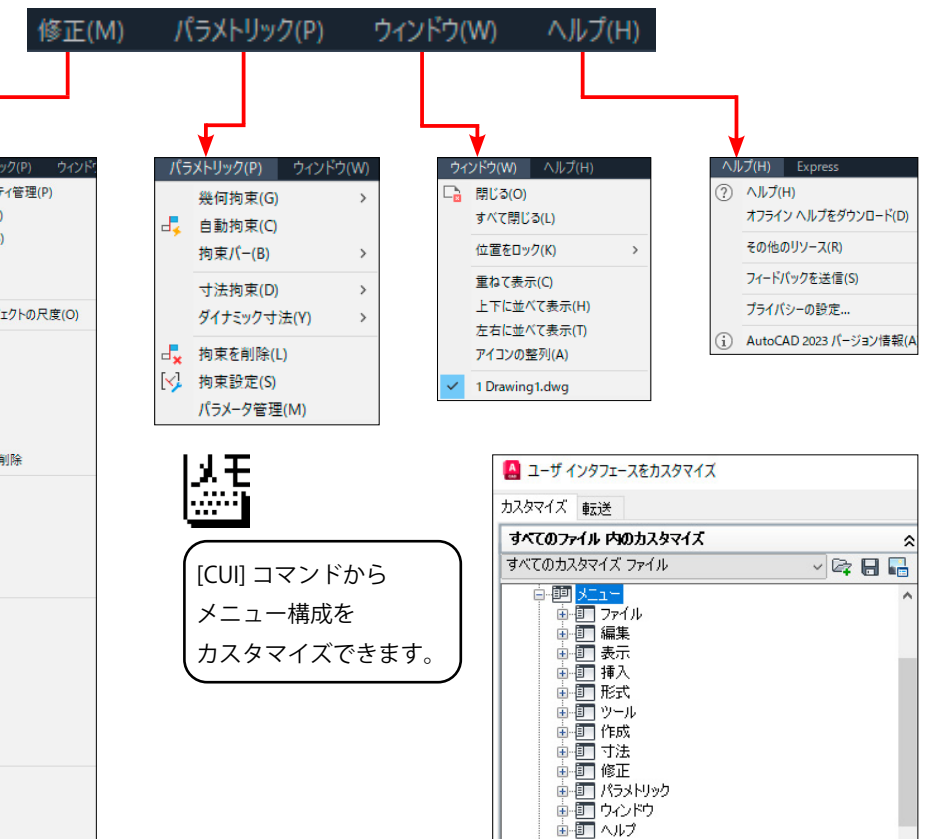 修正(M) パラメトリック(P) ウィンドウ(W) ヘルプ(H)
ック(P) ウィンドウ
ィ管理(P)
)
)
ェクトの尺度(O)
削除
パラメトリック(P) ウィンドウ(W)
幾何拘束(G)
自動拘束(C)
拘束バー(B)
寸法拘束(D)
ダイナミック寸法(Y)
拘束を削除(L)
拘束設定(S)
パラメータ管理(M)
ウィンドウ(W) ヘルプ(H)
閉じる(O)
すべて閉じる(L)
位置をロック(K)
重ねて表示(C)
上下に並べて表示(H)
左右に並べて表示(T)
アイコンの整列(A)
1 Drawing1.dwg
ヘルプ(H) Express
ヘルプ(H)
オフライン ヘルプをダウンロード(D)
その他のリソース(R)
フィードバックを送信(S)
プライバシーの設定...
AutoCAD 2023 バージョン情報(A
メモ
[CUI] コマンドから
メニュー構成を
カスタマイズできます。
ユーザ インタフェースをカスタマイズ
カスタマイズ 転送
すべてのファイル 内のカスタマイズ
すべてのカスタマイズ ファイル
メニュー
ファイル
編集
表示
挿入
形式
ツール
作成
寸法
修正
パラメトリック
ウィンドウ
ヘルプ